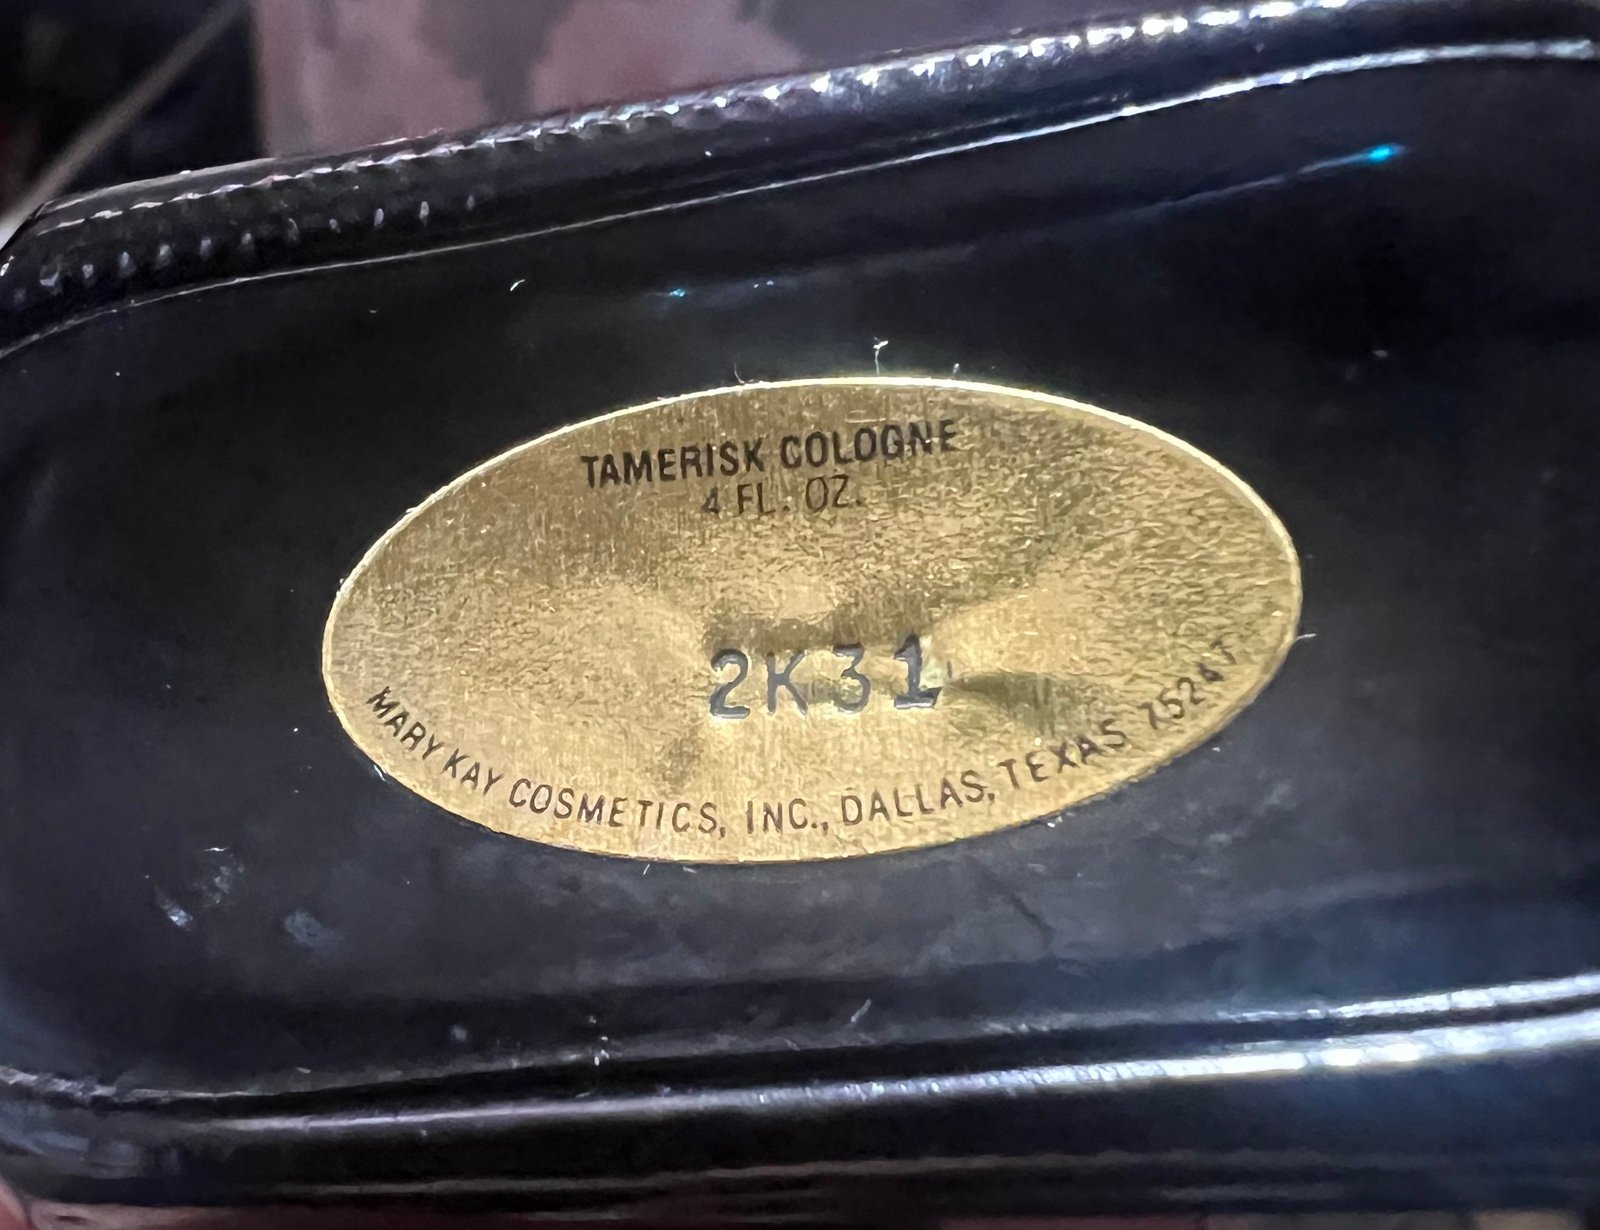 TAMERISK COLOGNE
4 FL. OZ.
2K31
MARY KAY COSMETICS, INC., DALLAS, TEXAS 75247